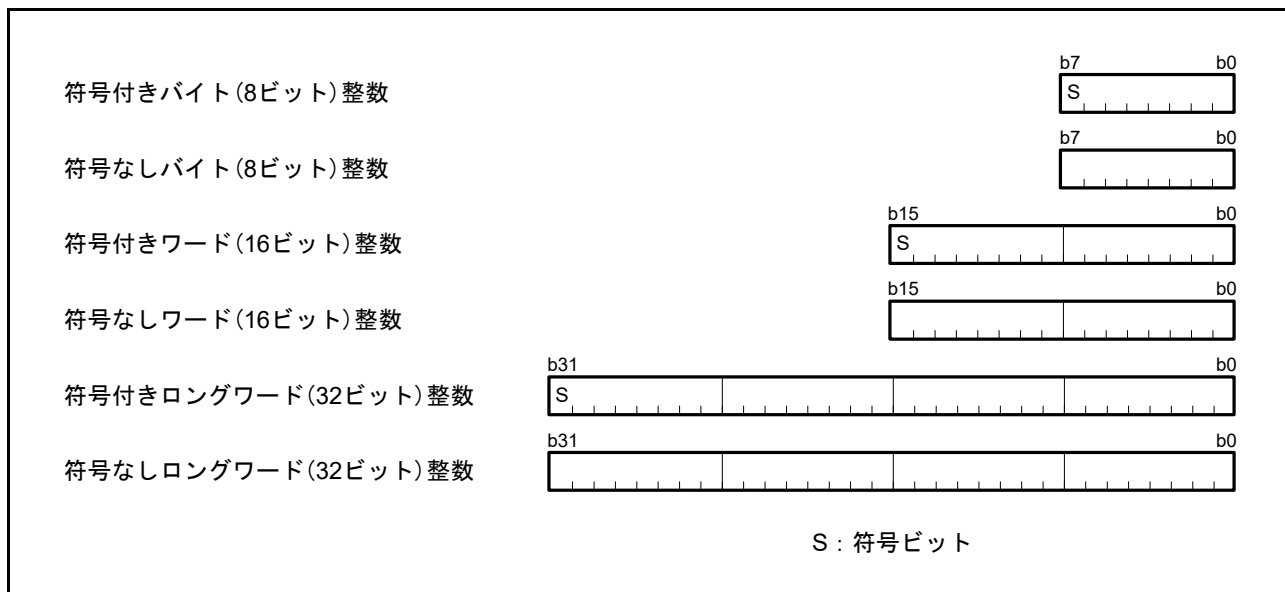 b7 b0
符号付きバイト(8ビット)整数 S
b7 b0
符号なしバイト(8ビット)整数
b15 b0
符号付きワード(16ビット)整数 S
b15 b0
符号なしワード(16ビット)整数
b31 b0
符号付きロングワード(32ビット)整数 S
b31 b0
符号なしロングワード(32ビット)整数
S：符号ビット